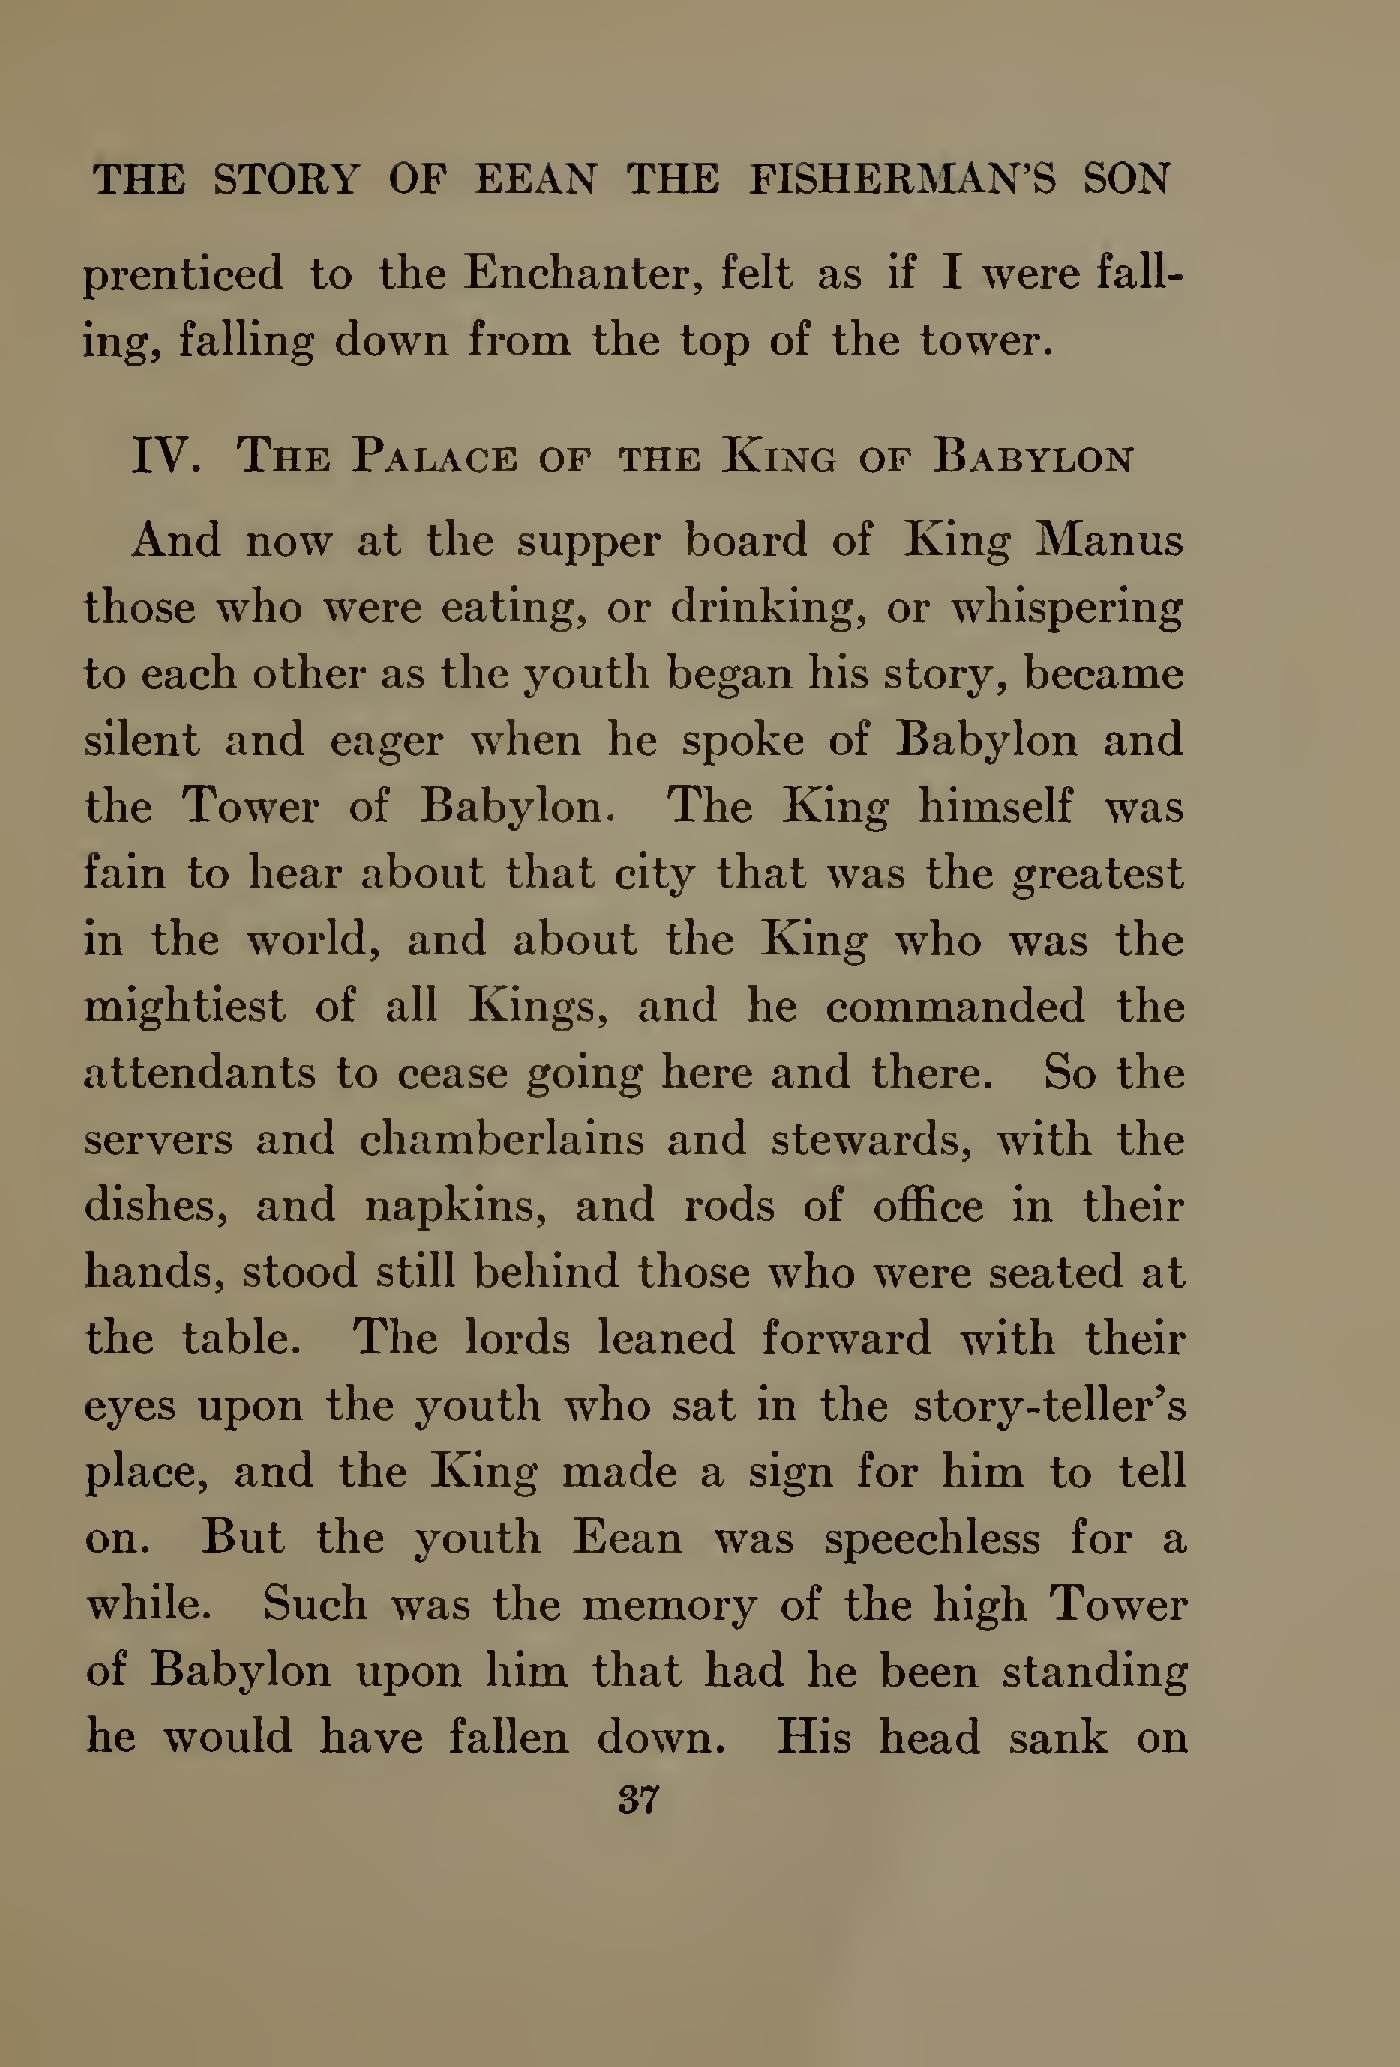 THE STORY OF EEAN THE FISHERMAN'S SON
prenticed to the Enchanter, felt as if I were fall-
ing, falling down from the top of the tower.
IV. The Palace of the King of Babylon
And now at the supper board of King Manus
those who were eating, or drinking, or whispering
to each other as the youth began his story, became
silent and eager when he spoke of Babylon and
the Tower of Babylon. The King himself was
fain to hear about that city that was the greatest
in the world, and about the King who was the
mightiest of all Kings, and he commanded the
attendants to cease going here and there. So the
servers and chamberlains and stewards, with the
dishes, and napkins, and rods of office in their
hands, stood still behind those who were seated at
the table. The lords leaned forward with their
eyes upon the youth who sat in the story-teller's
place, and the King made a sign for him to tell
on. But the youth Eean was speechless for a
while. Such was the memory of the high Tower
of Babylon upon him that had he been standing
he would have fallen down. His head sank on
37